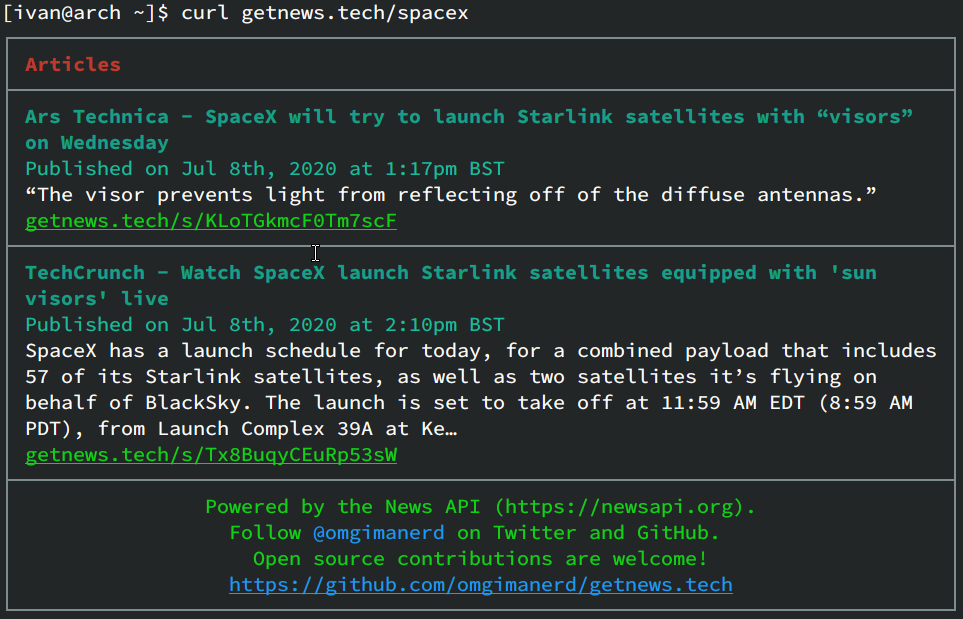 [ivan@arch ~]$ curl getnews.tech/spacex
Articles
Ars Technica - SpaceX will try to launch Starlink satellites with “visors”
on Wednesday
Published on Jul 8th, 2020 at 1:17pm BST
“The visor prevents light from reflecting off of the diffuse antennas.”
getnews.tech/s/KLoTGkmcF0Tm7scF
TechCrunch - Watch SpaceX launch Starlink satellites equipped with 'sun
visors' live
Published on Jul 8th, 2020 at 2:10pm BST
SpaceX has a launch schedule for today, for a combined payload that includes
57 of its Starlink satellites, as well as two satellites it’s flying on
behalf of BlackSky. The launch is set to take off at 11:59 AM EDT (8:59 AM
PDT), from Launch Complex 39A at Ke…
getnews.tech/s/Tx8BuqyCEuRp53sW
Powered by the News API (https://newsapi.org).
Follow @omgimanerd on Twitter and GitHub.
Open source contributions are welcome!
https://github.com/omgimanerd/getnews.tech